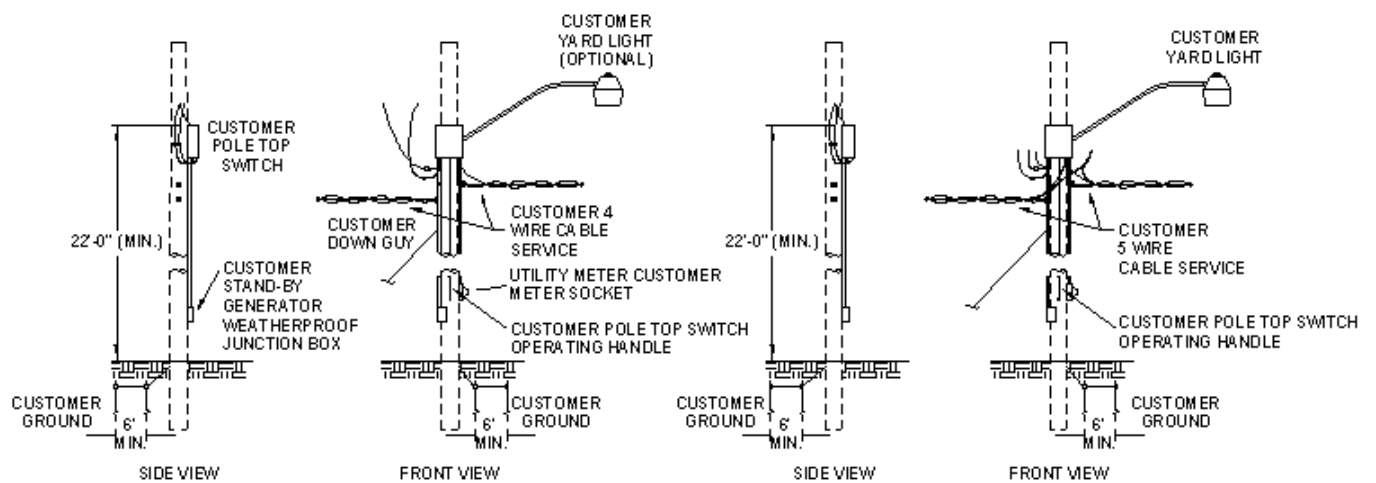 CUSTOMER
YARD LIGHT
(OPTIONAL)
CUSTOMER
POLE TOP
SWITCH
22'-0" (MIN.)
CUSTOMER
STAND-BY
GENERATOR
WEATHERPROOF
JUNCTION BOX
CUSTOMER
GROUND
6'
MIN.
SIDE VIEW
CUSTOMER
DOWN GUY
CUSTOMER 4
WIRE CABLE
SERVICE
UTILITY METER CUSTOMER
METER SOCKET
CUSTOMER POLE TOP SWITCH
OPERATING HANDLE
CUSTOMER
GROUND
6'
MIN.
FRONT VIEW
22'-0" (MIN.)
CUSTOMER
GROUND
6'
MIN.
SIDE VIEW
CUSTOMER
YARD LIGHT
CUSTOMER
5 WIRE
CABLE SERVICE
CUSTOMER POLE TOP SWITCH
OPERATING HANDLE
CUSTOMER
GROUND
6'
MIN.
FRONT VIEW